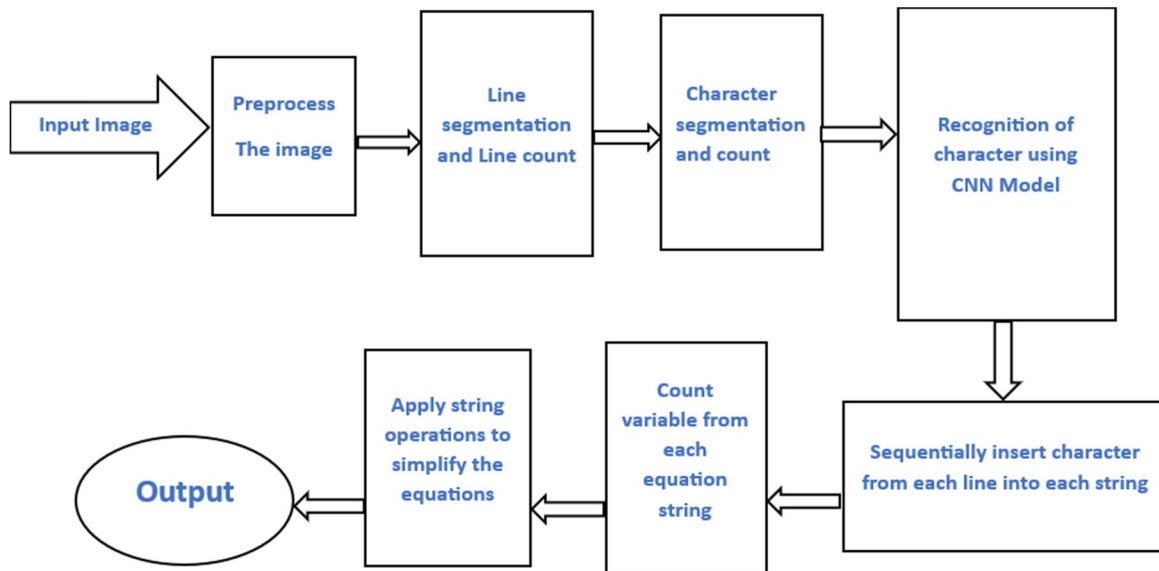 Input Image
Preprocess
The image
Line
segmentation
and Line count
Character
segmentation
and count
Recognition of
character using
CNN Model
Sequentially insert character
from each line into each string
Count
variable from
each
equation
string
Apply string
operations to
simplify the
equations
Output